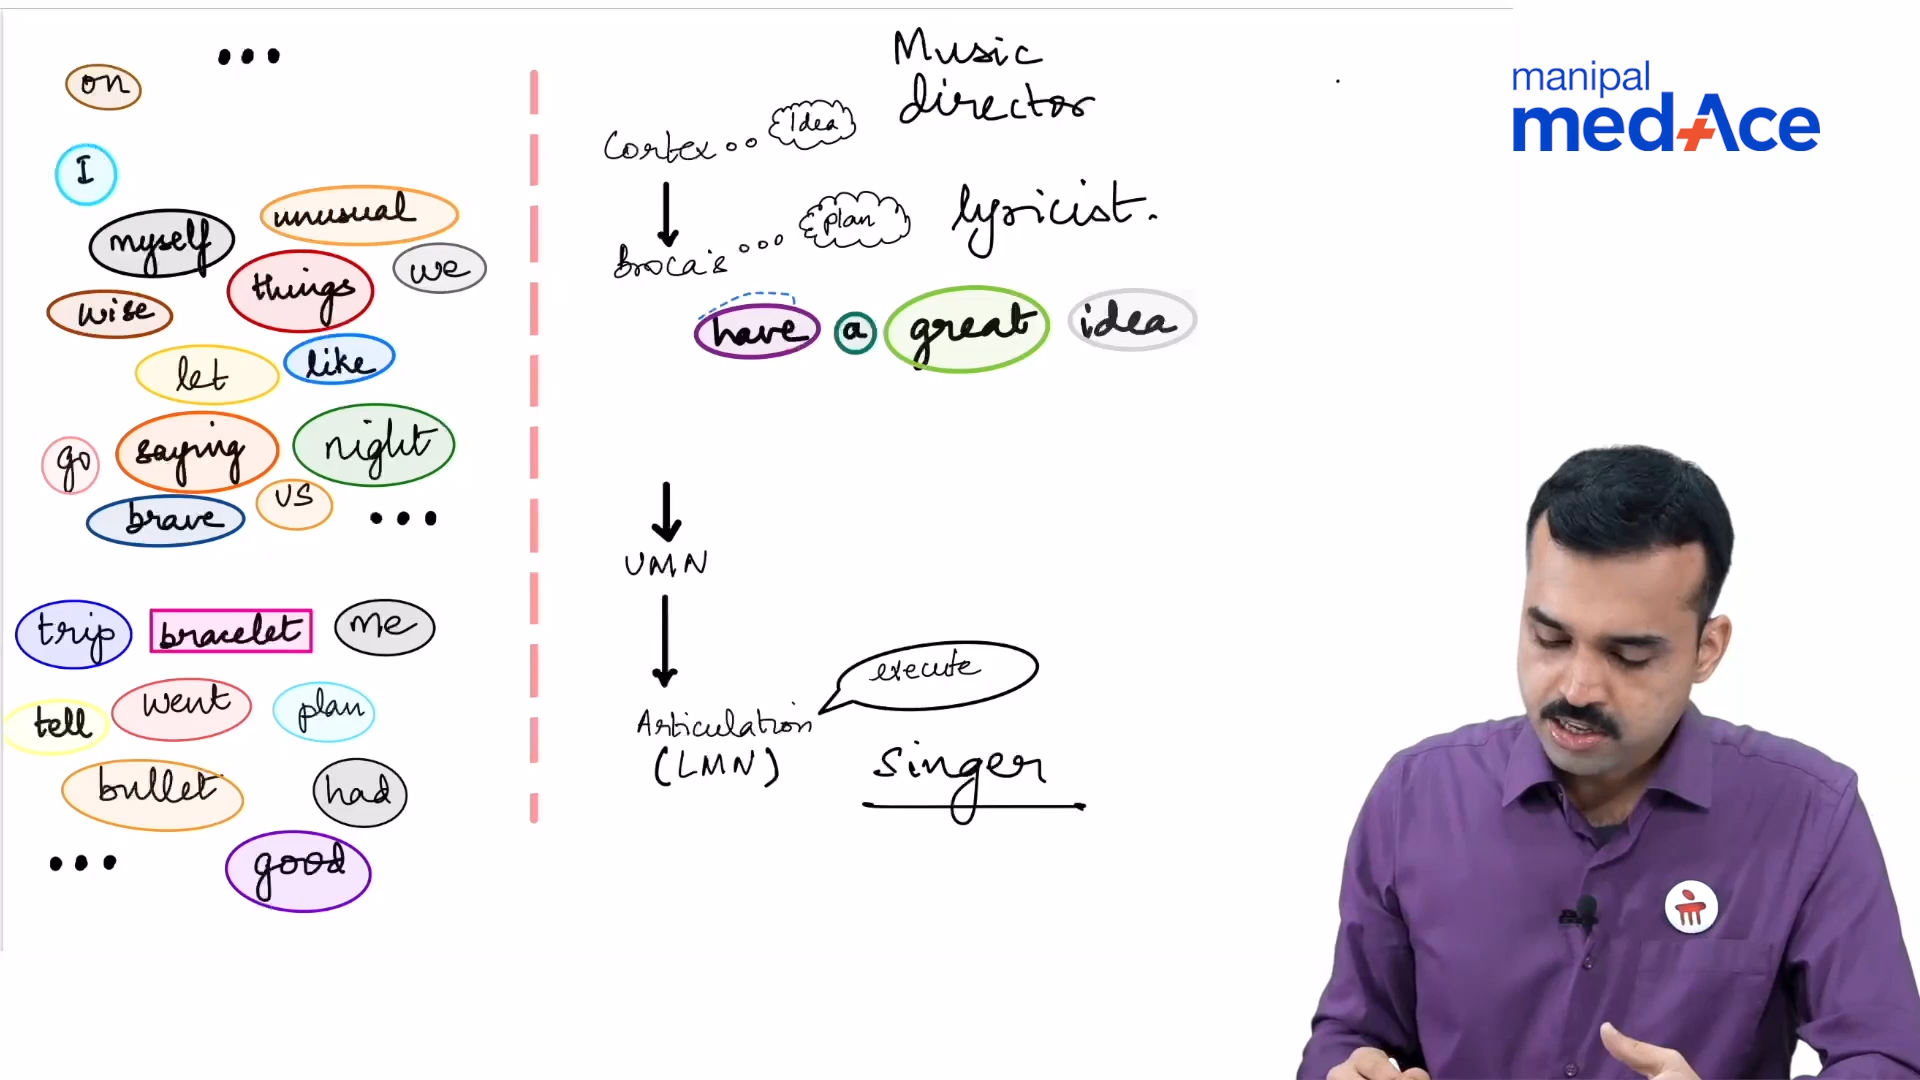 ...
on
I
myself
unusual
things
we
wise
let
like
go
saying
night
brave
us
...
trip
bracelet
me
tell
went
plan
bullet
had
...
good
Music
director
Cortex
Idea
Broca's
plan
lyricist.
have a great idea
UMN
Articulation
(LMN)
execute
singer
manipal
medAce